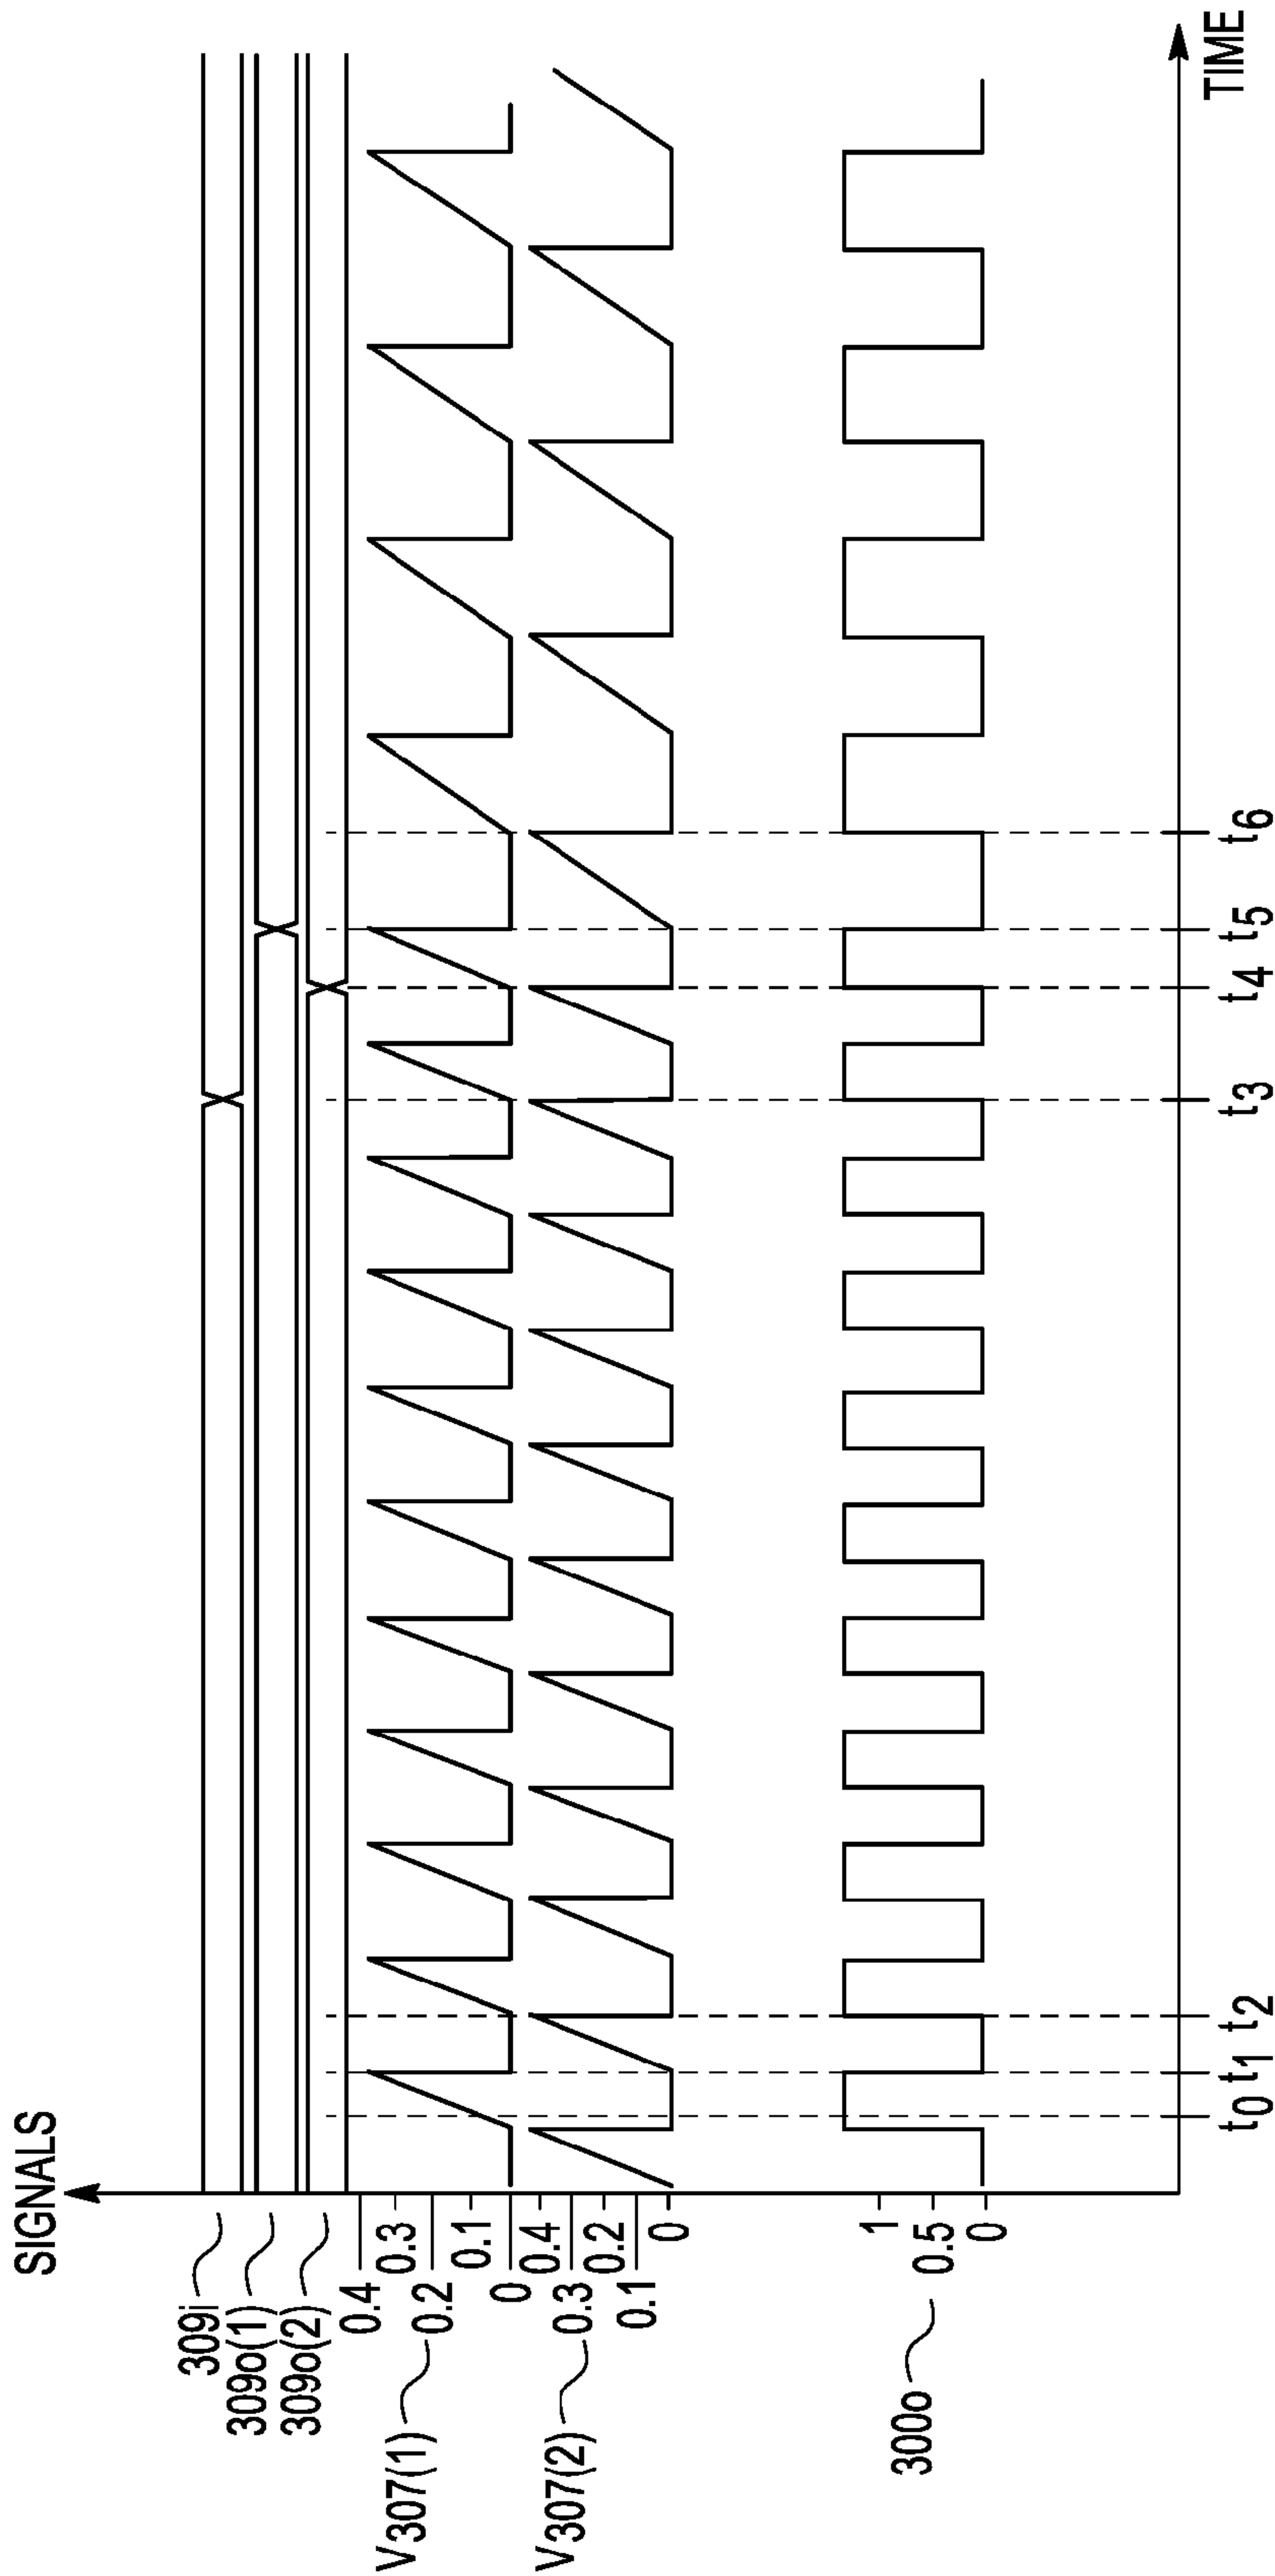 SIGNALS
309i
309o(1)
309o(2)
0.4
0.3
0.2
0.1
0
V307(1)
0.4
0.3
0.2
0.1
0
V307(2)
1
0.5
0
300o
t0 t1 t2 t3 t4 t5 t6
TIME